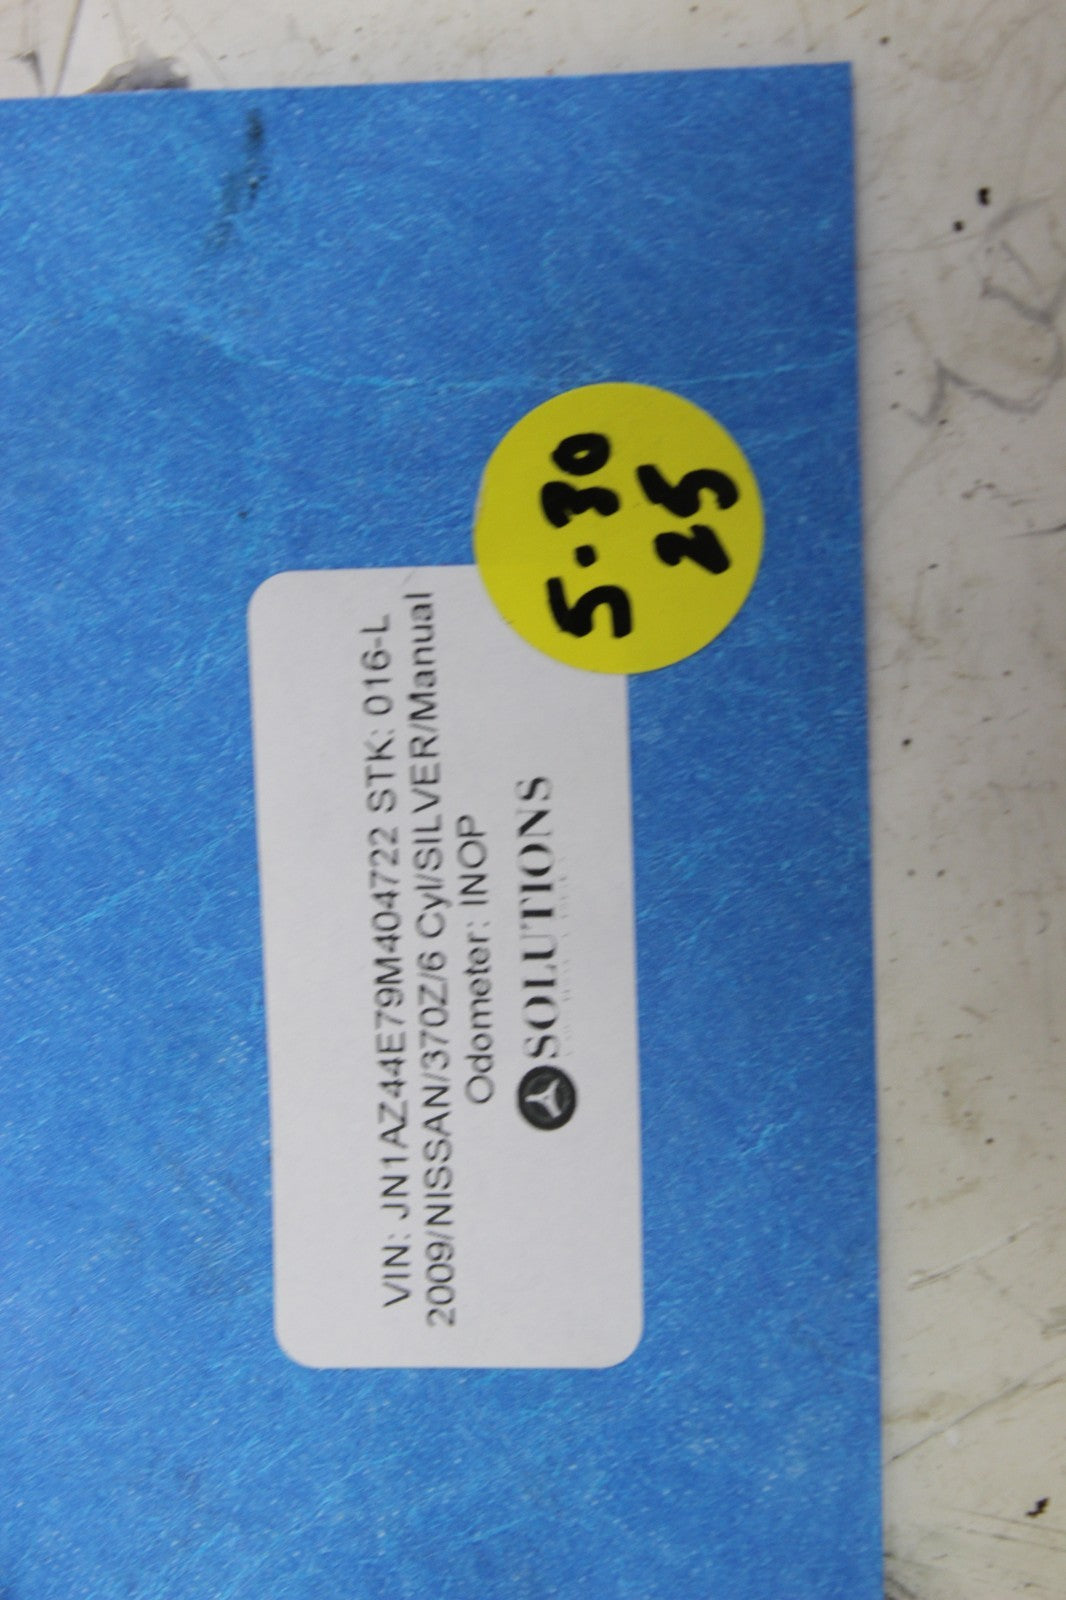 VIN: JN1AZ44E79M404722 STK: 016-L
2009/NISSAN/370Z/6 Cyl/SILVER/Manual
Odometer: INOP
SOLUTIONS
5.30
25